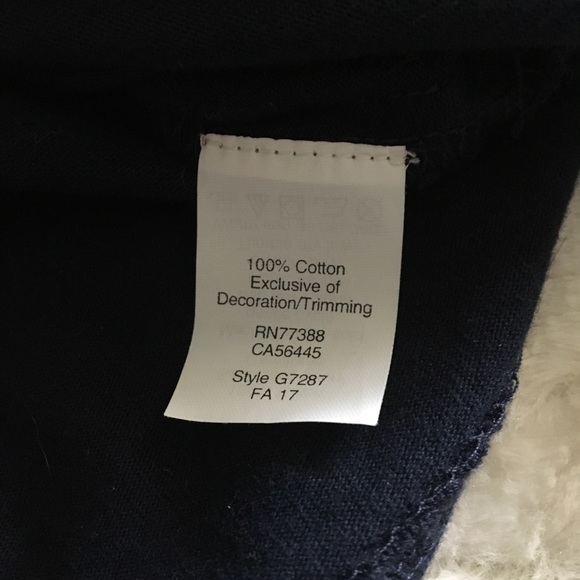 100% Cotton
Exclusive of
Decoration/Trimming
RN77388
CA56445
Style G7287
FA 17